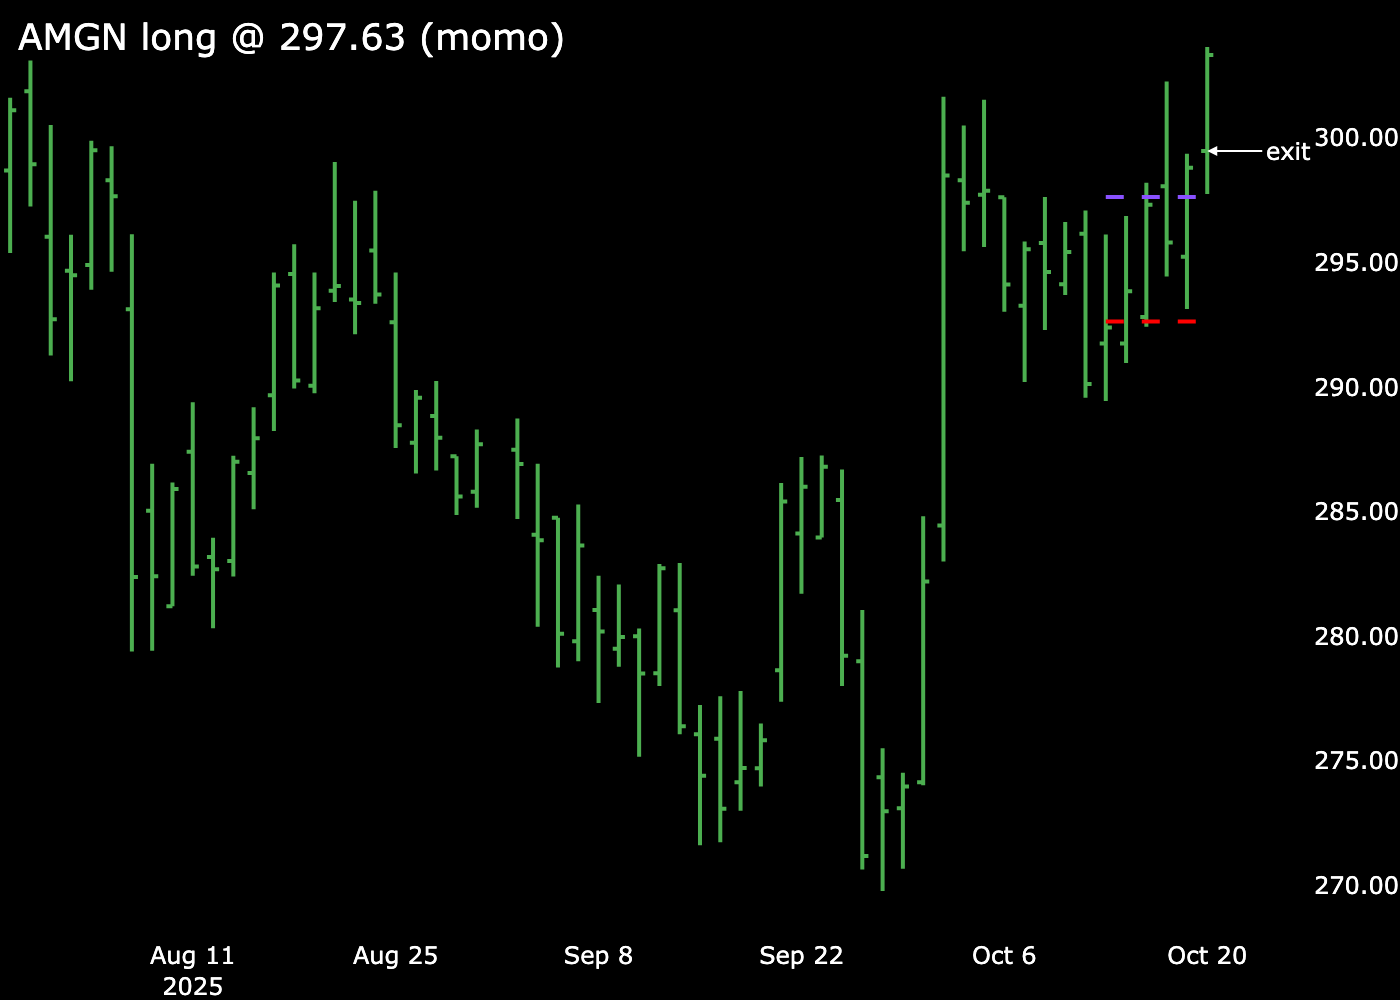 AMGN long @ 297.63 (momo)
300.00
exit
295.00
290.00
285.00
280.00
275.00
270.00
Aug 11
2025
Aug 25
Sep 8
Sep 22
Oct 6
Oct 20